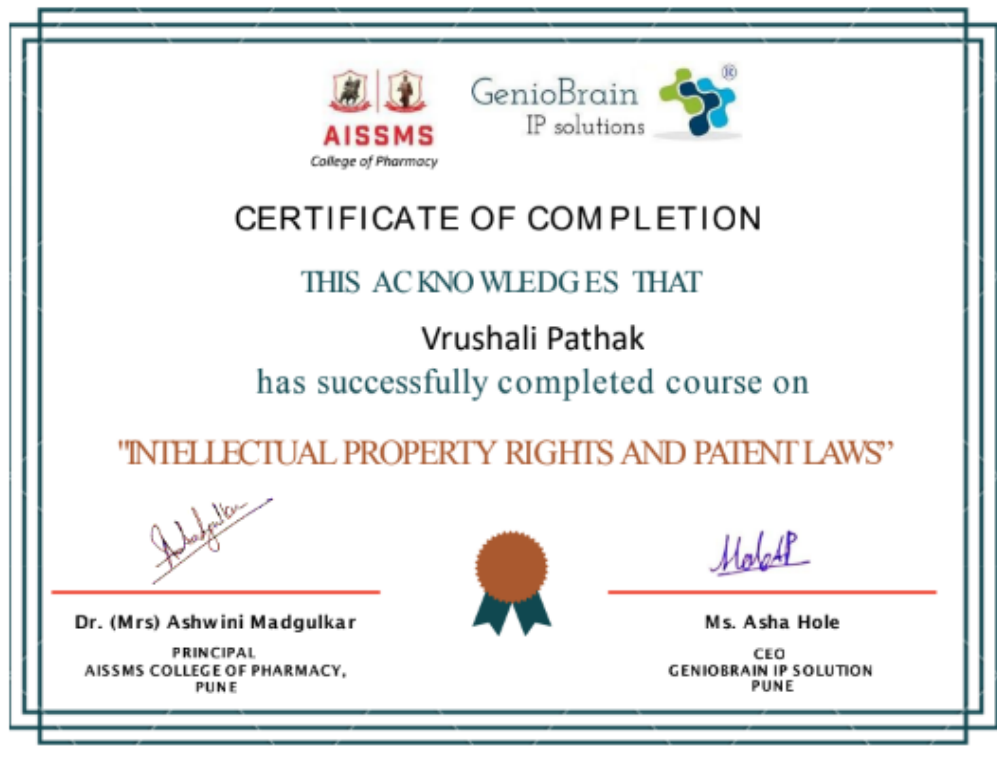 AISSMS
College of Pharmacy
GenioBrain ®
IP solutions
CERTIFICATE OF COMPLETION
THIS ACKNOWLEDGES THAT
Vrushali Pathak
has successfully completed course on
"INTELLECTUAL PROPERTY RIGHTS AND PATENT LAWS”
Dr. (Mrs) Ashwini Madgulkar
PRINCIPAL
AISSMS COLLEGE OF PHARMACY,
PUNE
Ms. Asha Hole
CEO
GENIOBRAIN IP SOLUTION
PUNE